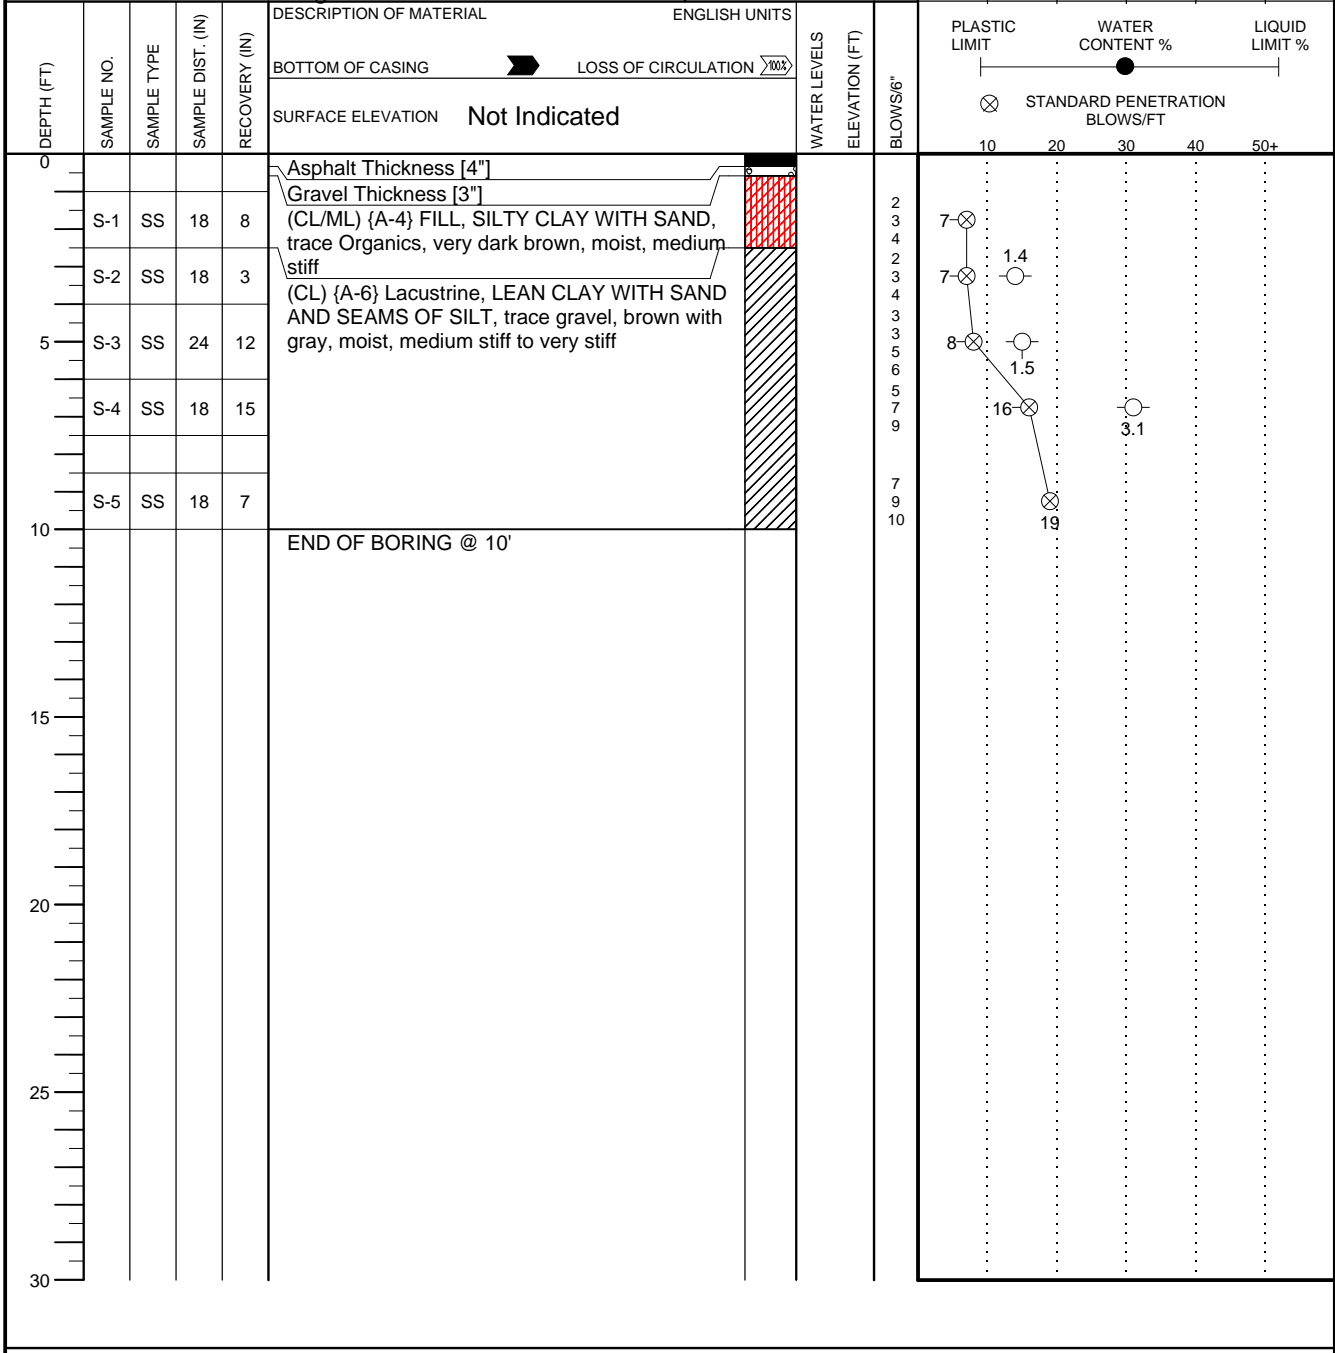 DESCRIPTION OF MATERIAL ENGLISH UNITS
BOTTOM OF CASING LOSS OF CIRCULATION 100%
SURFACE ELEVATION Not Indicated
DEPTH (FT)
SAMPLE NO.
SAMPLE TYPE
SAMPLE DIST. (IN)
RECOVERY (IN)
WATER LEVELS
ELEVATION (FT)
BLOWS/6"
PLASTIC LIMIT WATER CONTENT % LIQUID LIMIT %
STANDARD PENETRATION
BLOWS/FT
10 20 30 40 50+
0
Asphalt Thickness [4"]
Gravel Thickness [3"]
(CL/ML) {A-4} FILL, SILTY CLAY WITH SAND,
trace Organics, very dark brown, moist, medium
stiff
(CL) {A-6} Lacustrine, LEAN CLAY WITH SAND
AND SEAMS OF SILT, trace gravel, brown with
gray, moist, medium stiff to very stiff
END OF BORING @ 10'
S-1 SS 18 8
2
3
4
7
S-2 SS 18 3
2
3
4
7
1.4
5
S-3 SS 24 12
3
3
5
6
8
1.5
S-4 SS 18 15
5
7
9
16
3.1
S-5 SS 18 7
7
9
10
19
10
15
20
25
30